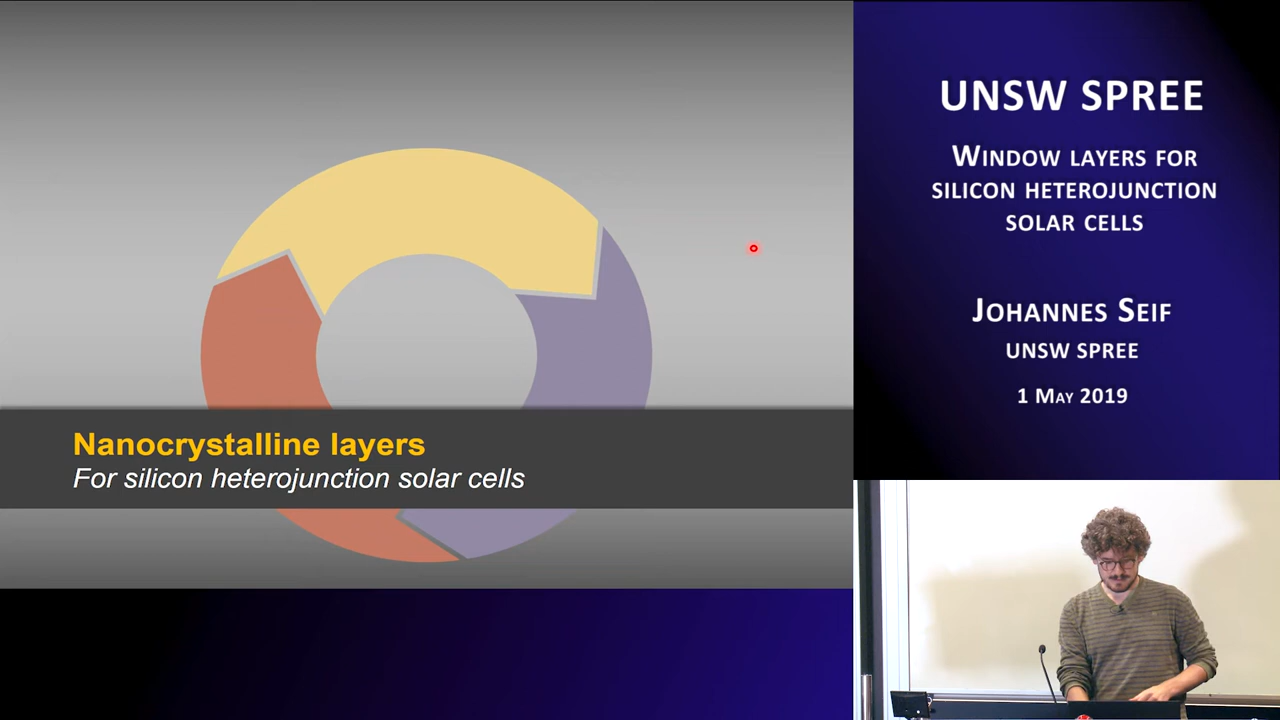 Nanocrystalline layers
For silicon heterojunction solar cells
UNSW SPREE
WINDOW LAYERS FOR
SILICON HETEROJUNCTION
SOLAR CELLS
JOHANNES SEIF
UNSW SPREE
1 MAY 2019